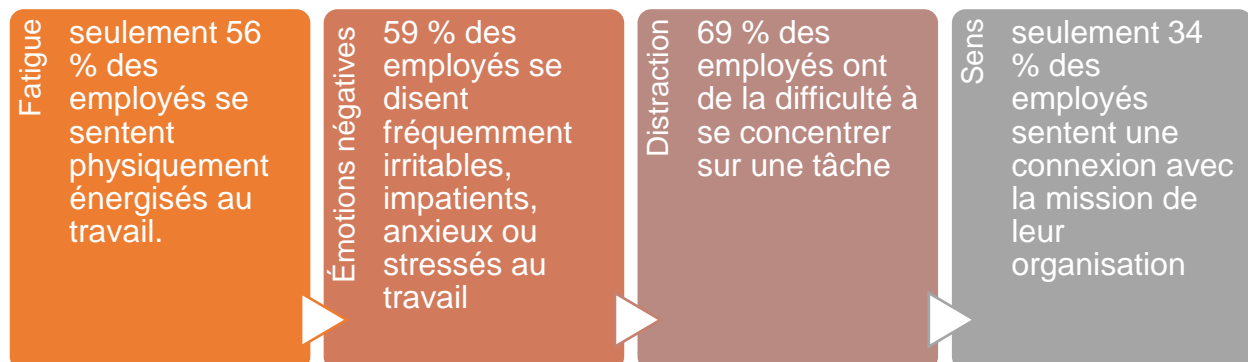 Fatigue
seulement 56
% des
employés se
sentent
physiquement
énergisés au
travail.
Émotions négatives
59 % des
employés se
disent
fréquemment
irritables,
impatients,
anxieux ou
stressés au
travail
Distraction
69 % des
employés ont
de la difficulté à
se concentrer
sur une tâche
Sens
seulement 34
% des
employés
sentent une
connexion avec
la mission de
leur
organisation